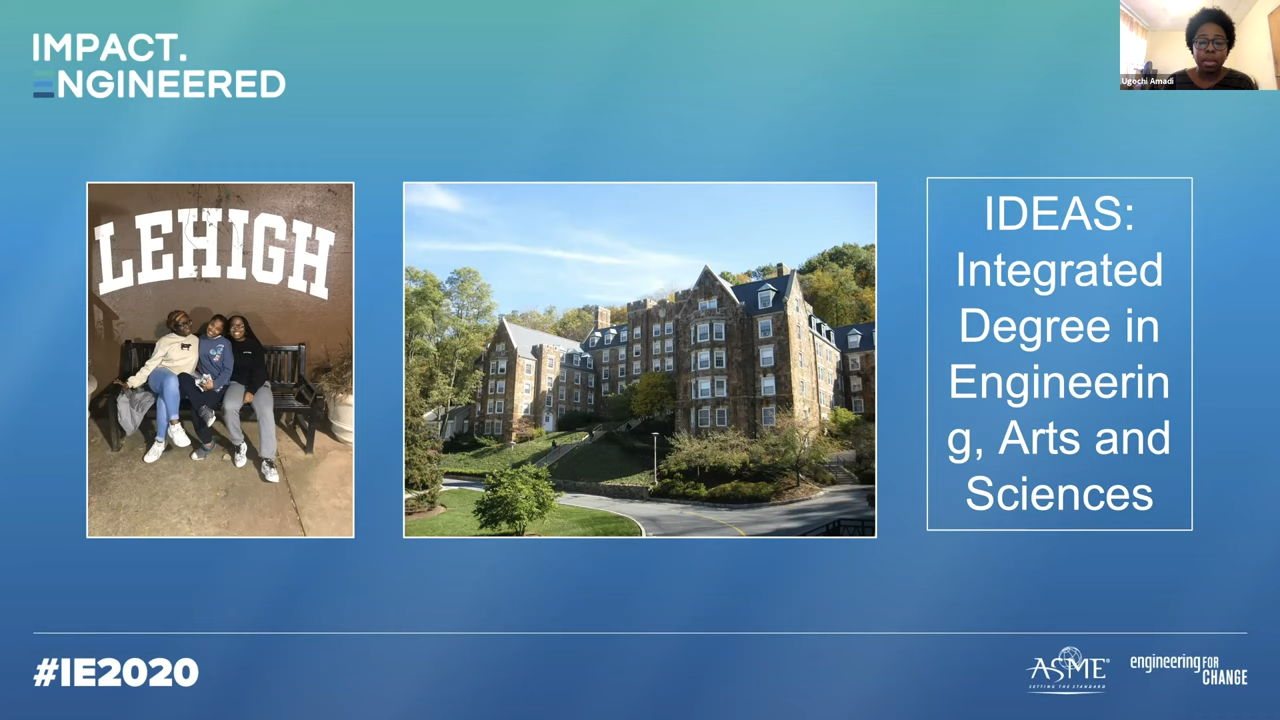 IMPACT.
ENGINEERED
Ugochi Amadi
LEHIGH
IDEAS:
Integrated
Degree in
Engineerin
g, Arts and
Sciences
#IE2020
ASME®
SETTING THE STANDARD
engineering FOR
CHANGE